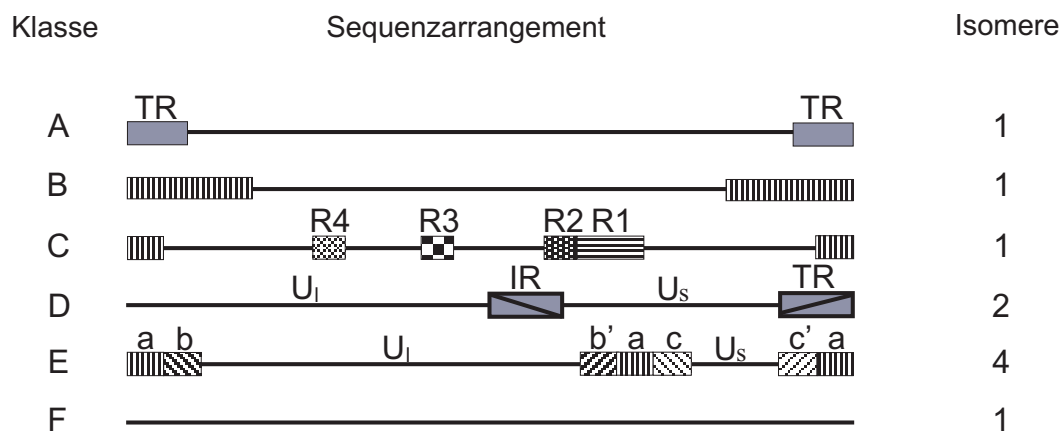 Klasse Sequenzarrangement Isomere
TR TR
A 1
B 1
R4 R3 R2 R1
C 1
Ul IR Us TR
D 2
a b Ul b' a c Us c' a
E 4
F 1